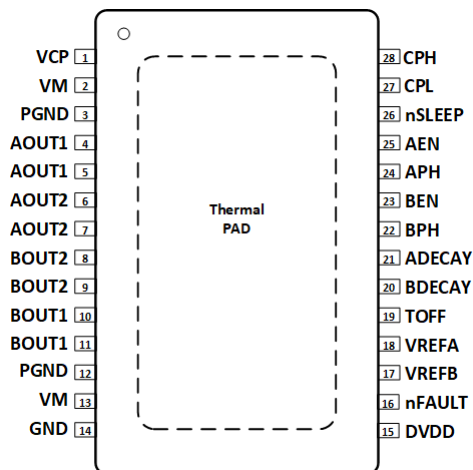 VCP 1 28 CPH
VM 2 27 CPL
PGND 3 26 nSLEEP
AOUT1 4 25 AEN
AOUT1 5 24 APH
AOUT2 6 23 BEN
AOUT2 7 22 BPH
BOUT2 8 21 ADECAY
BOUT2 9 20 BDECAY
BOUT1 10 19 TOFF
BOUT1 11 18 VREFA
PGND 12 17 VREFB
VM 13 16 nFAULT
GND 14 15 DVDD
Thermal
PAD